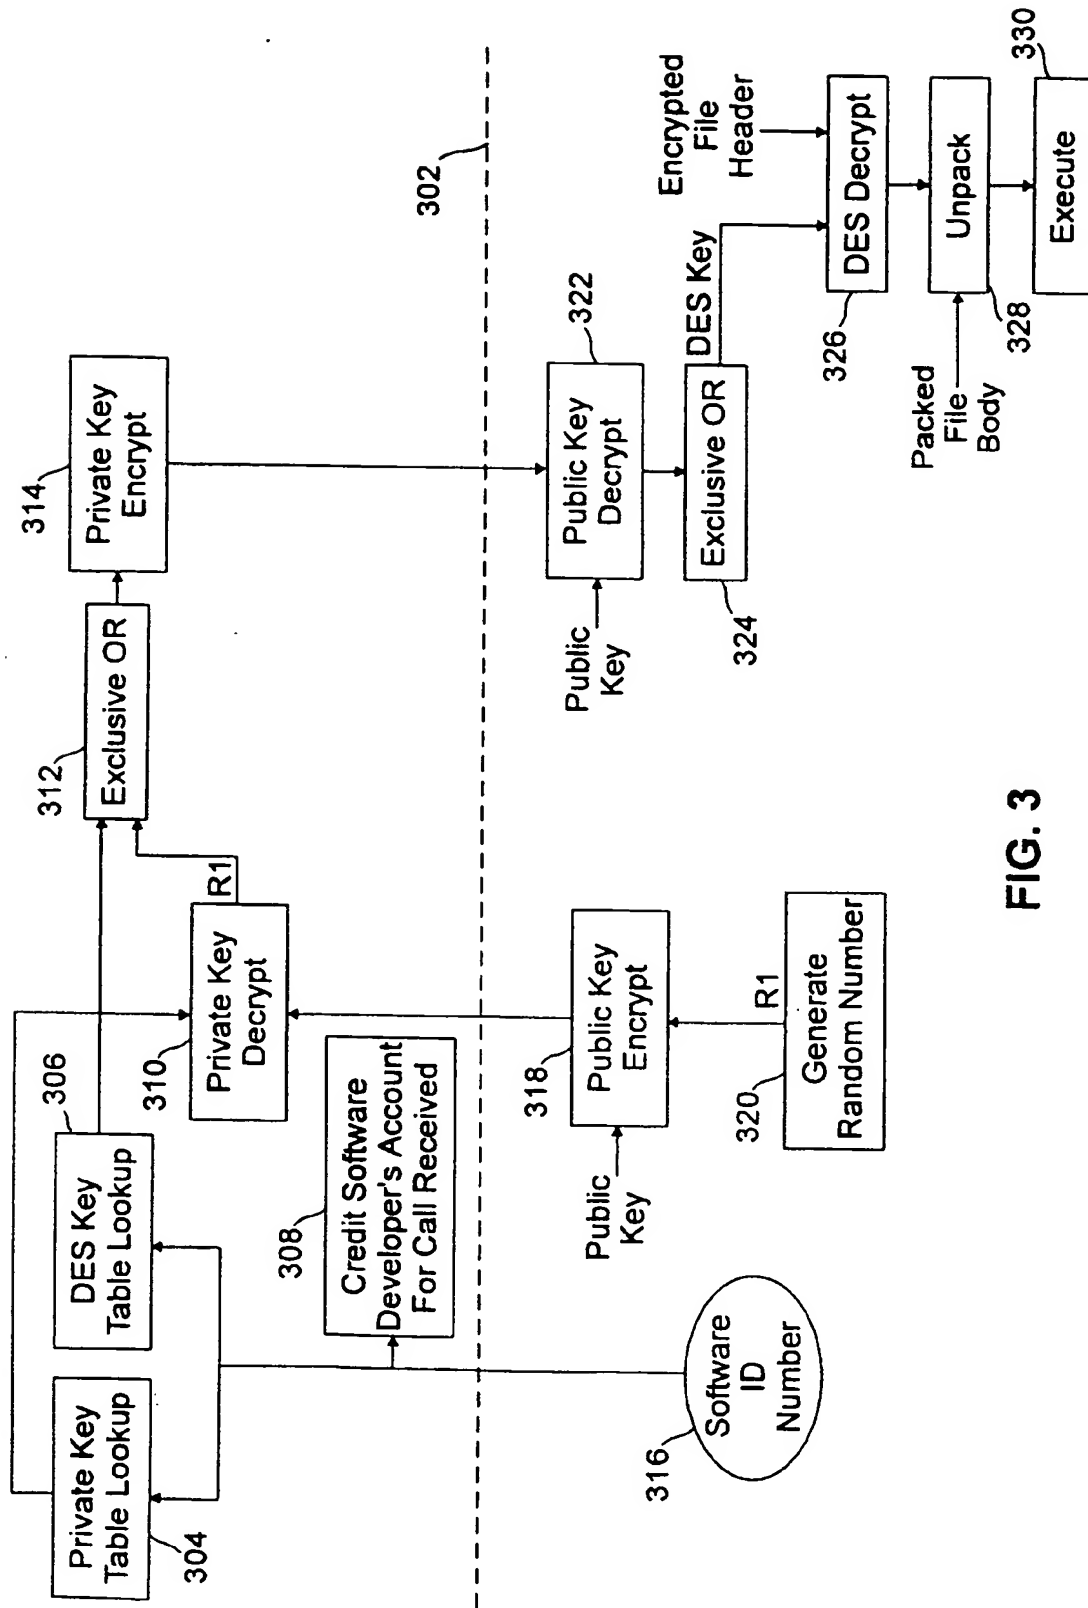 304
Private Key
Table Lookup
306
DES Key
Table Lookup
308
Credit Software
Developer's Account
For Call Received
310
Private Key
Decrypt
R1
312
Exclusive OR
314
Private Key
Encrypt
302
316
Software
ID
Number
Public
Key
318
Public Key
Encrypt
R1
320
Generate
Random Number
Public
Key
322
Public Key
Decrypt
324
Exclusive OR
DES Key
Encrypted
File
Header
326
DES Decrypt
Packed
File
Body
328
Unpack
330
Execute
FIG. 3